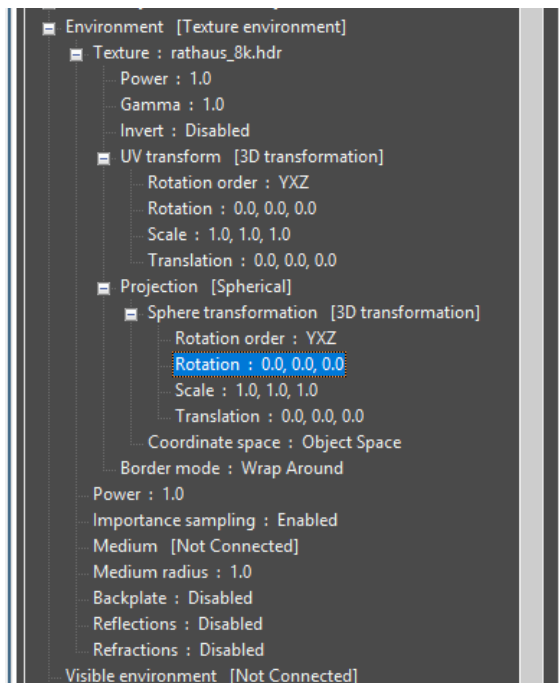 Environment [Texture environment]
Texture : rathaus_8k.hdr
Power : 1.0
Gamma : 1.0
Invert : Disabled
UV transform [3D transformation]
Rotation order : YXZ
Rotation : 0.0, 0.0, 0.0
Scale : 1.0, 1.0, 1.0
Translation : 0.0, 0.0, 0.0
Projection [Spherical]
Sphere transformation [3D transformation]
Rotation order : YXZ
Rotation : 0.0, 0.0, 0.0
Scale : 1.0, 1.0, 1.0
Translation : 0.0, 0.0, 0.0
Coordinate space : Object Space
Border mode : Wrap Around
Power : 1.0
Importance sampling : Enabled
Medium [Not Connected]
Medium radius : 1.0
Backplate : Disabled
Reflections : Disabled
Refractions : Disabled
Visible environment [Not Connected]